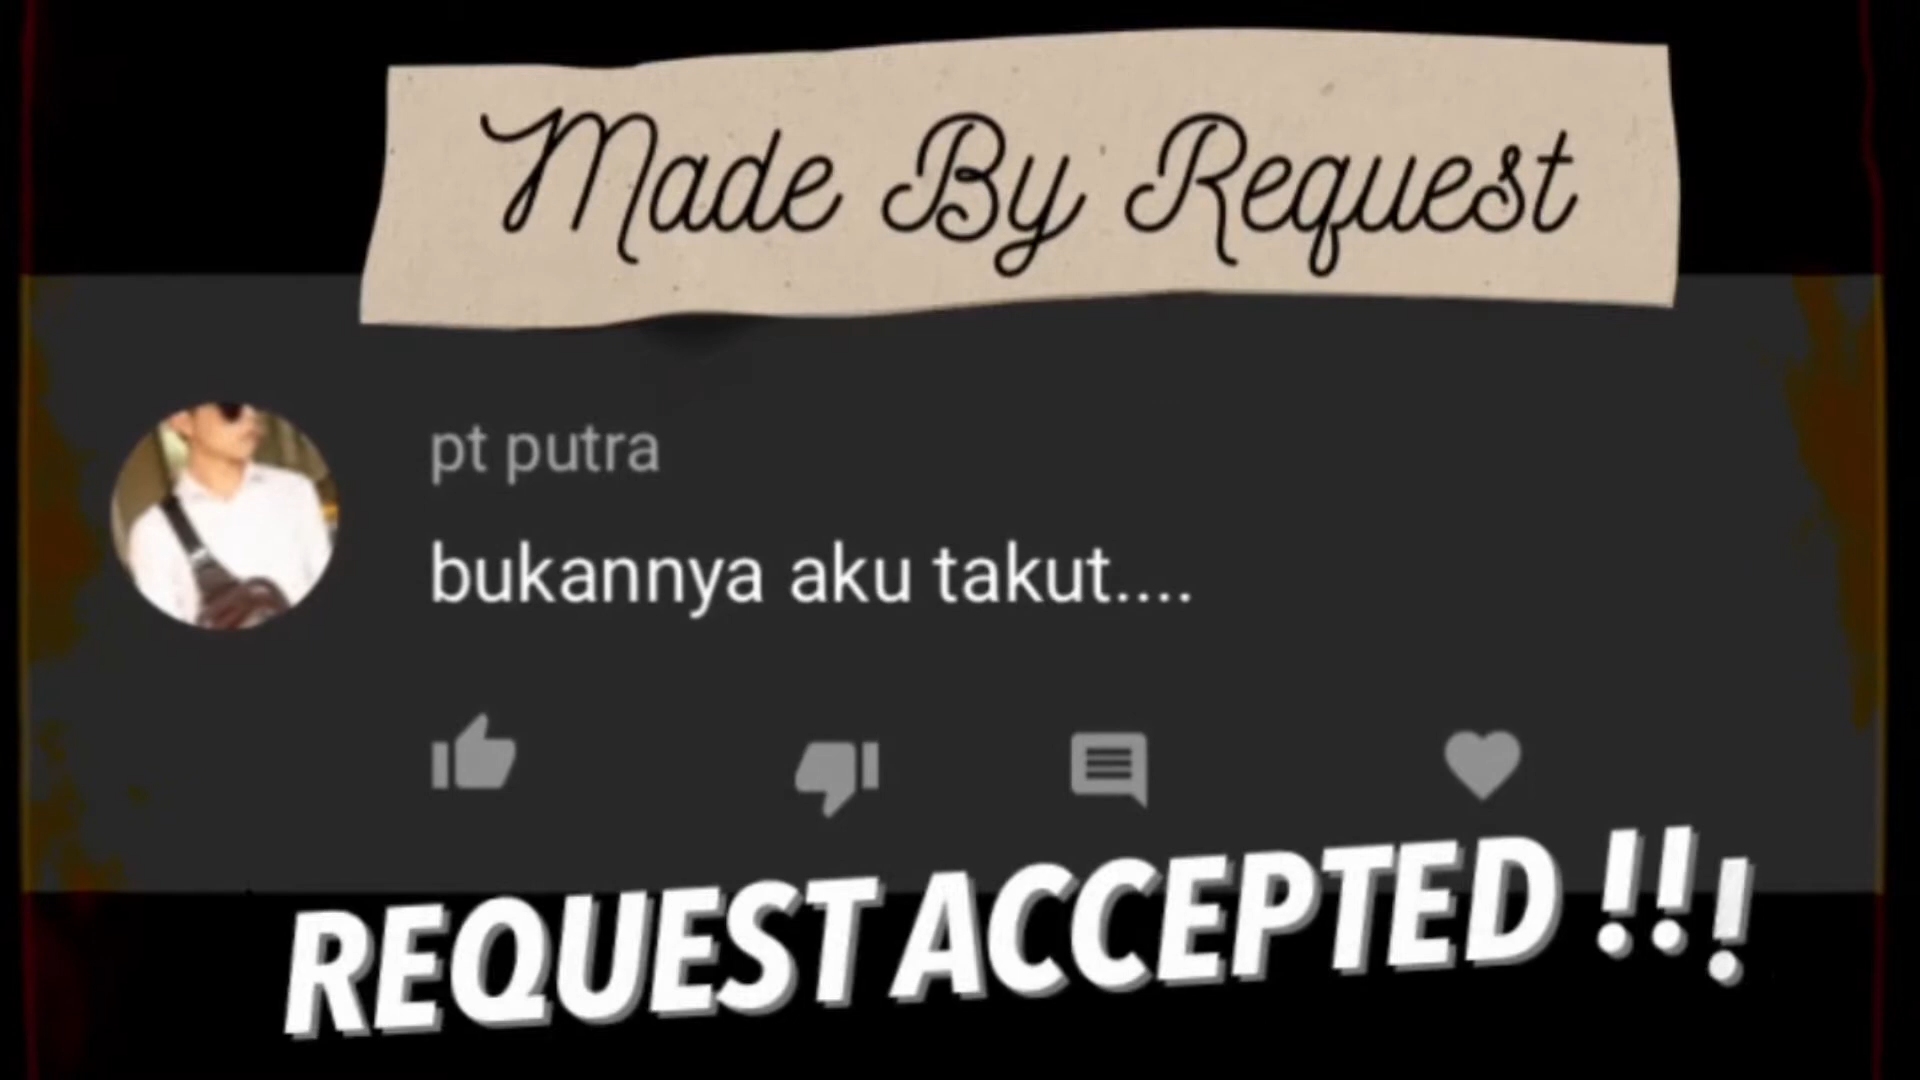 Made By Request
pt putra
bukannya aku takut....
REQUEST ACCEPTED !!!